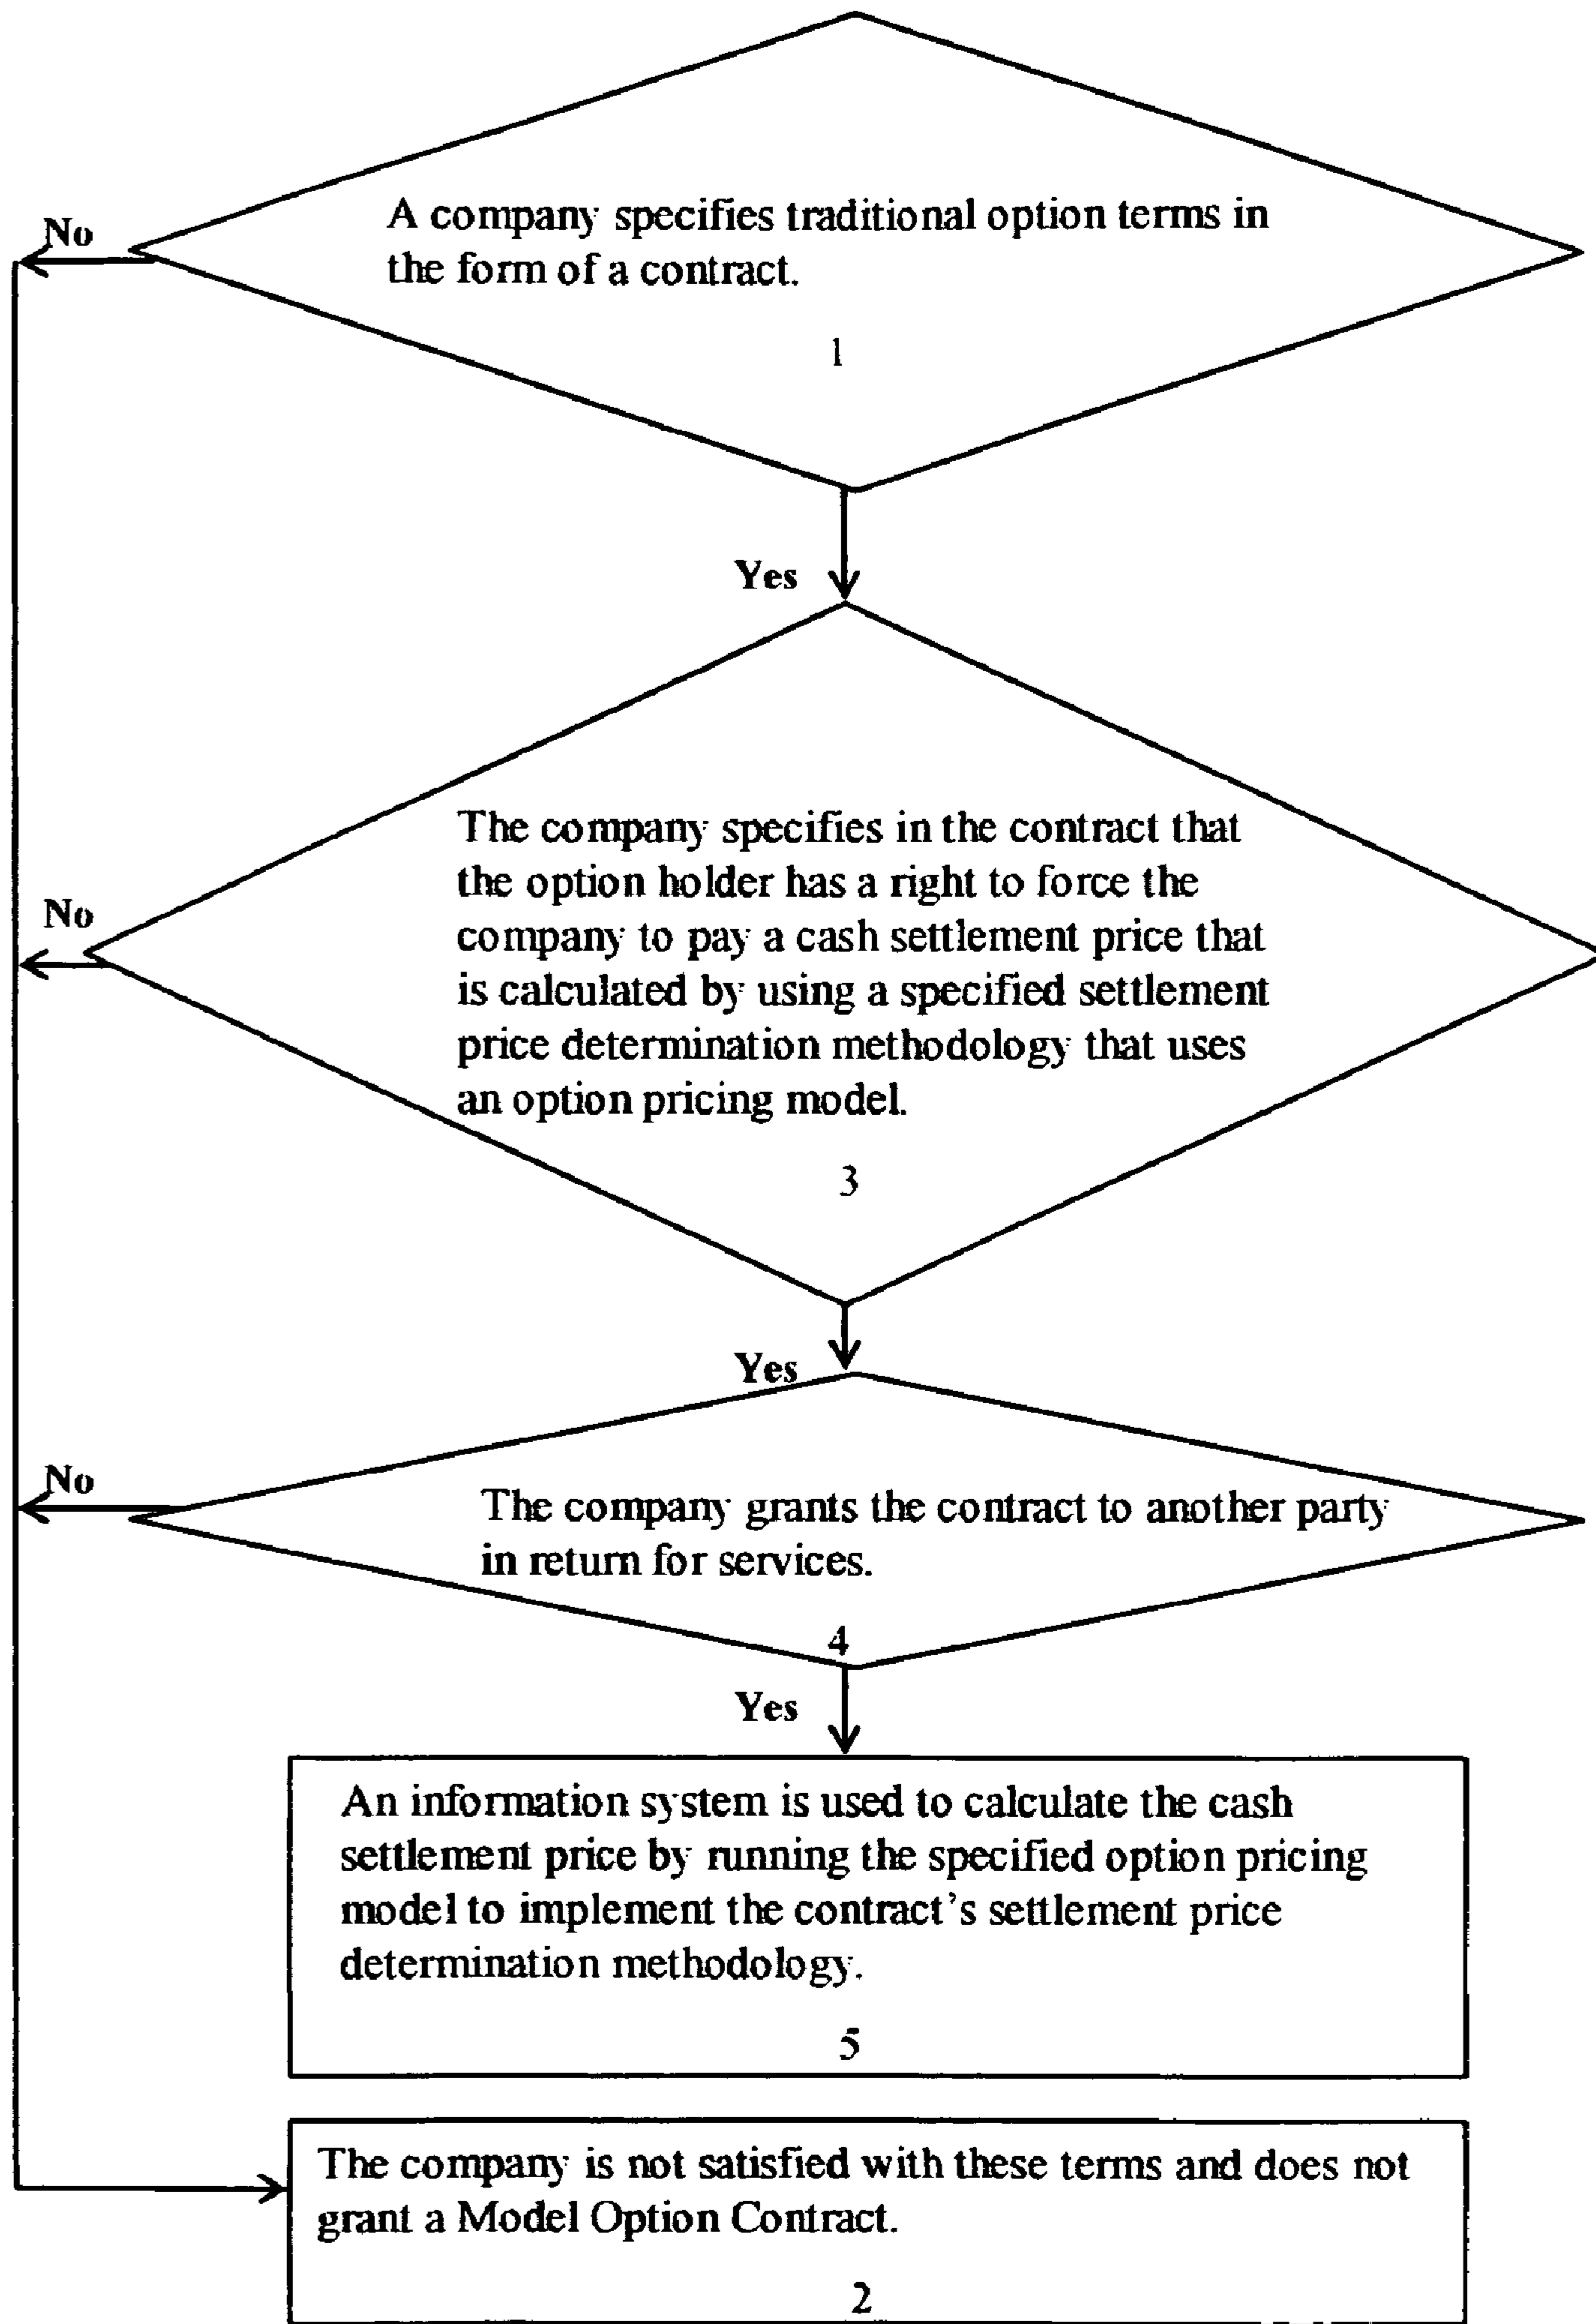 A company specifies traditional option terms in
the form of a contract.
1
No
Yes
The company specifies in the contract that
the option holder has a right to force the
company to pay a cash settlement price that
is calculated by using a specified settlement
price determination methodology that uses
an option pricing model.
3
No
Yes
The company grants the contract to another party
in return for services.
4
No
Yes
An information system is used to calculate the cash
settlement price by running the specified option pricing
model to implement the contract's settlement price
determination methodology.
5
The company is not satisfied with these terms and does not
grant a Model Option Contract.
2